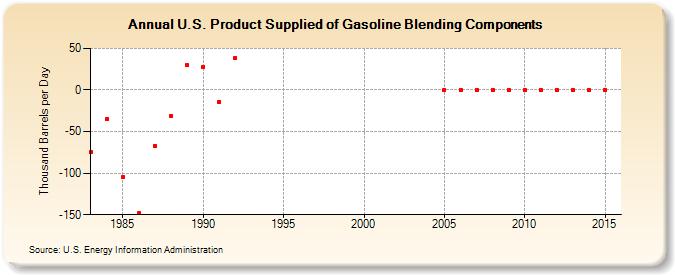 Annual U.S. Product Supplied of Gasoline Blending Components
Thousand Barrels per Day
50
0
-50
-100
-150
1985 1990 1995 2000 2005 2010 2015
Source: U.S. Energy Information Administration